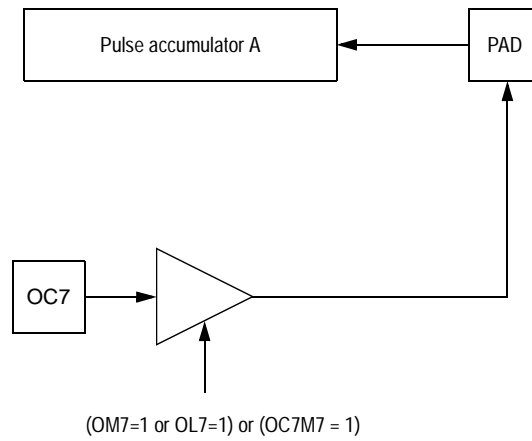 Pulse accumulator A
PAD
OC7
(OM7=1 or OL7=1) or (OC7M7 = 1)